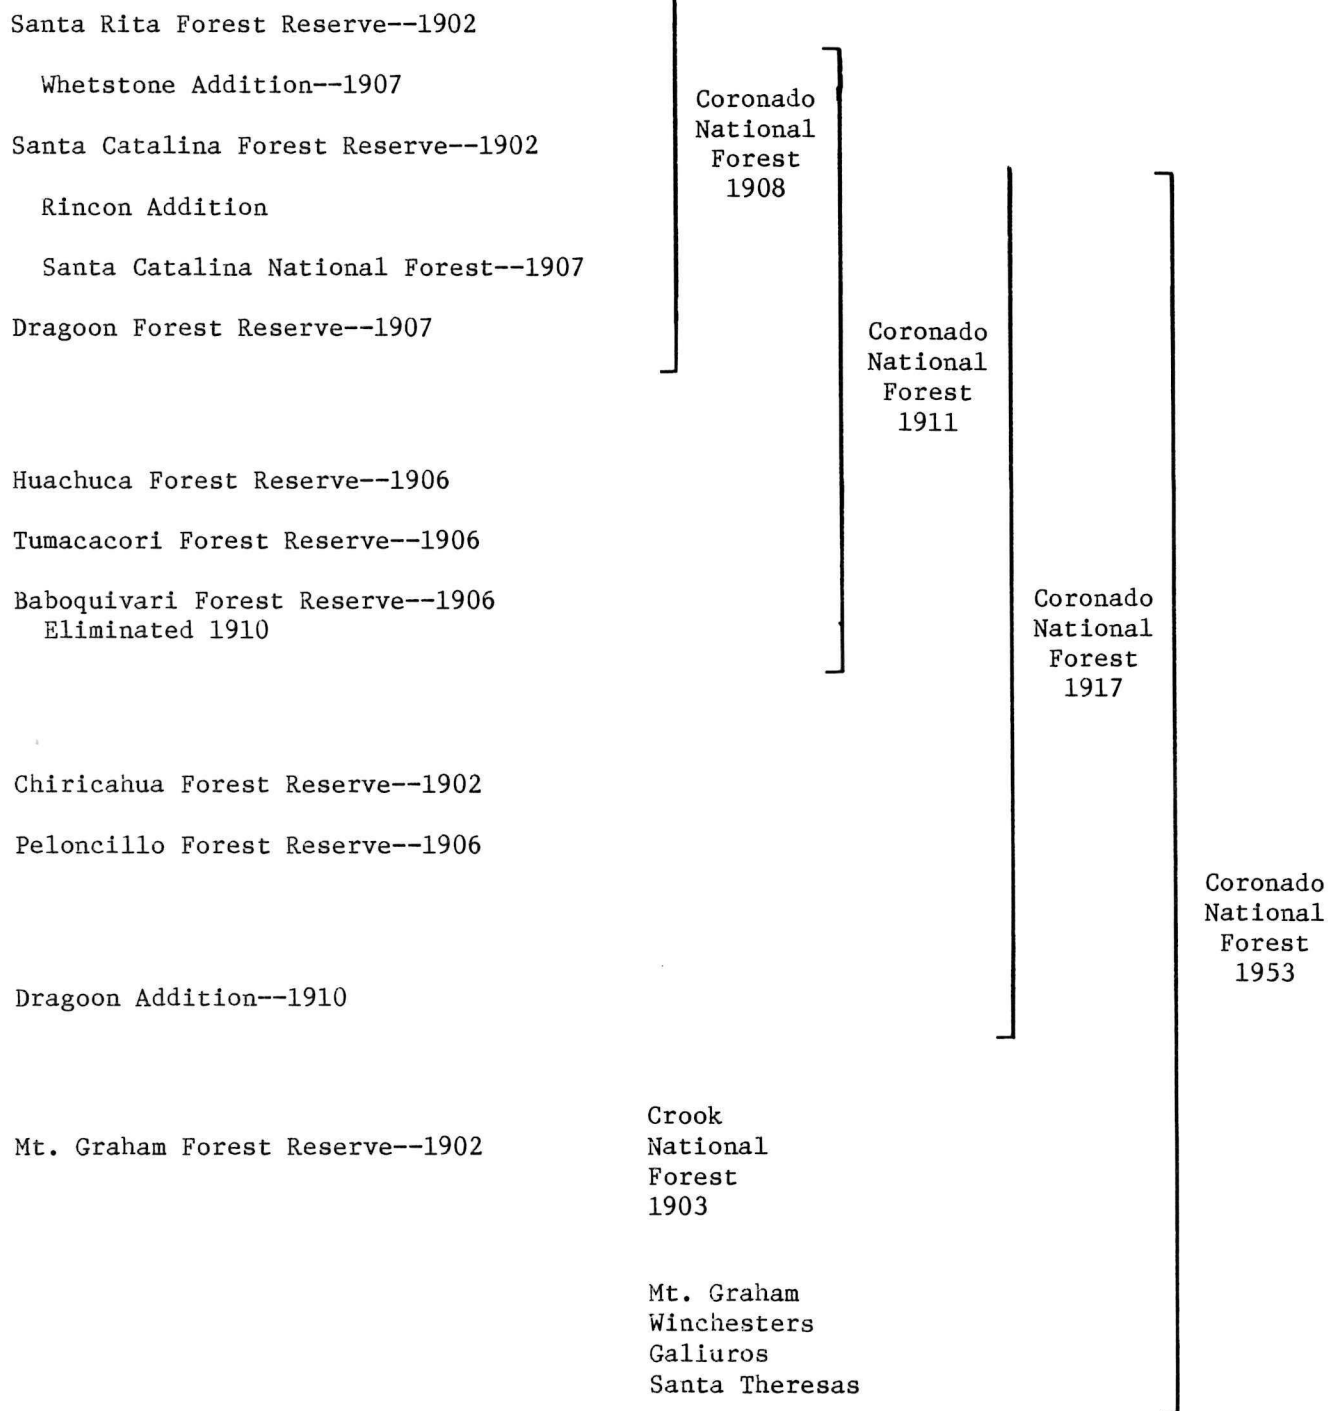 Santa Rita Forest Reserve--1902
Whetstone Addition--1907
Santa Catalina Forest Reserve--1902
Rincon Addition
Santa Catalina National Forest--1907
Dragoon Forest Reserve--1907
Coronado
National
Forest
1908
Huachuca Forest Reserve--1906
Tumacacori Forest Reserve--1906
Baboquivari Forest Reserve--1906
Eliminated 1910
Coronado
National
Forest
1911
Chiricahua Forest Reserve--1902
Peloncillo Forest Reserve--1906
Dragoon Addition--1910
Coronado
National
Forest
1917
Mt. Graham Forest Reserve--1902
Crook
National
Forest
1903
Mt. Graham
Winchesters
Galiuros
Santa Theresas
Coronado
National
Forest
1953